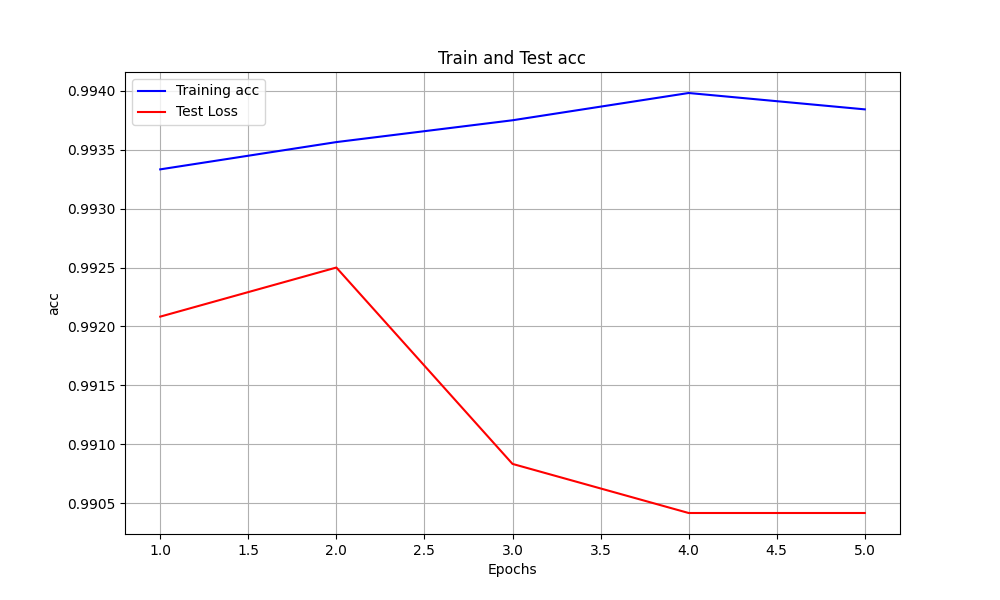 Train and Test acc
Training acc
Test Loss
0.9940
0.9935
0.9930
0.9925
0.9920
0.9915
0.9910
0.9905
acc
1.0 1.5 2.0 2.5 3.0 3.5 4.0 4.5 5.0
Epochs